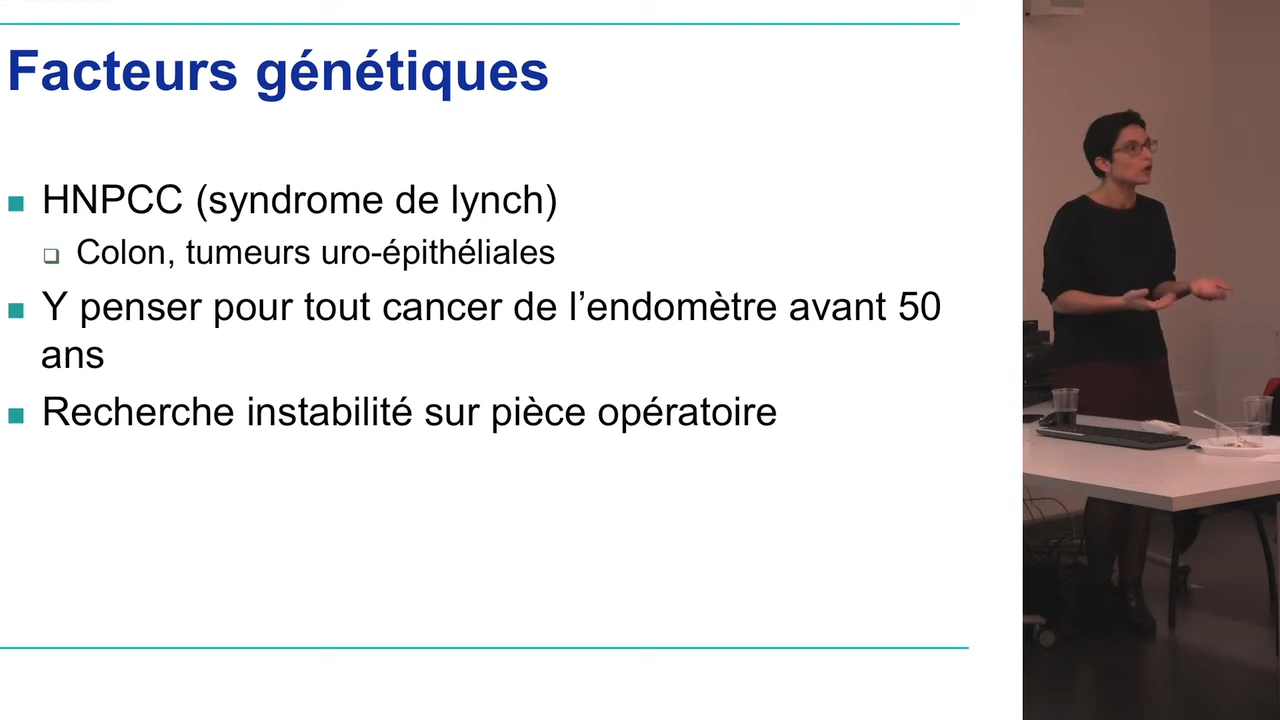 Facteurs génétiques
HNPCC (syndrome de lynch)
Colon, tumeurs uro-épithéliales
Y penser pour tout cancer de l’endomètre avant 50
ans
Recherche instabilité sur pièce opératoire